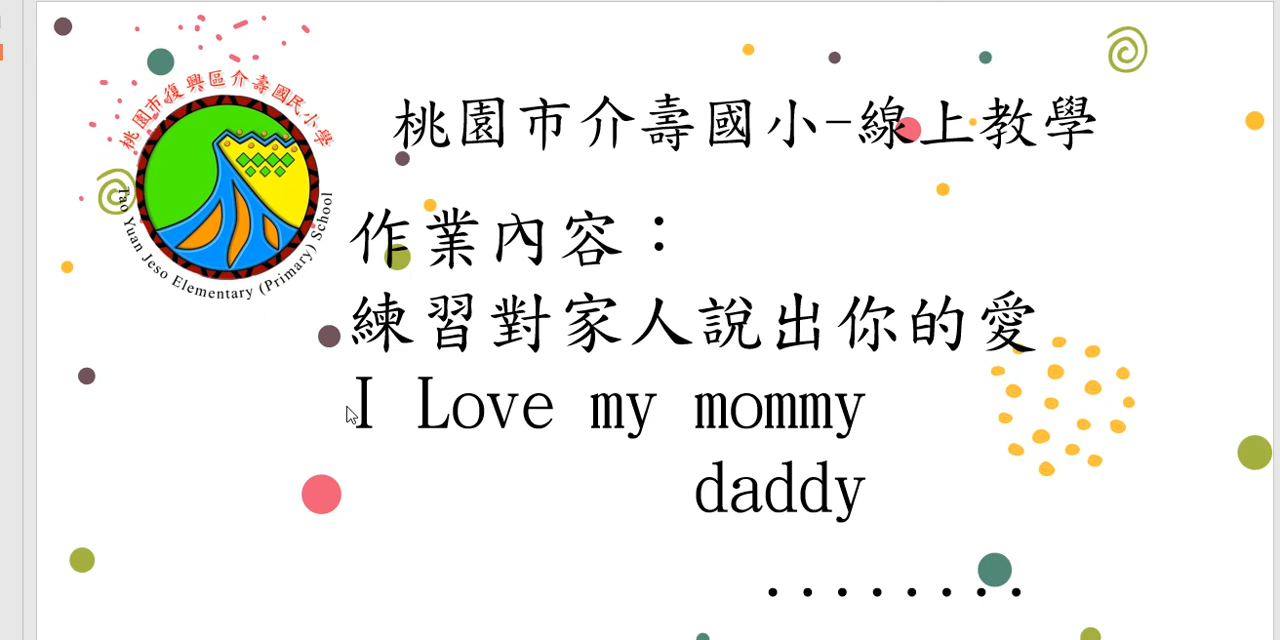 桃園市復興區介壽國民小學
Tao Yuan Jeso Elementary (Primary) School
桃園市介壽國小-線上教學
作業內容：
練習對家人說出你的愛
I Love my mommy
daddy
........